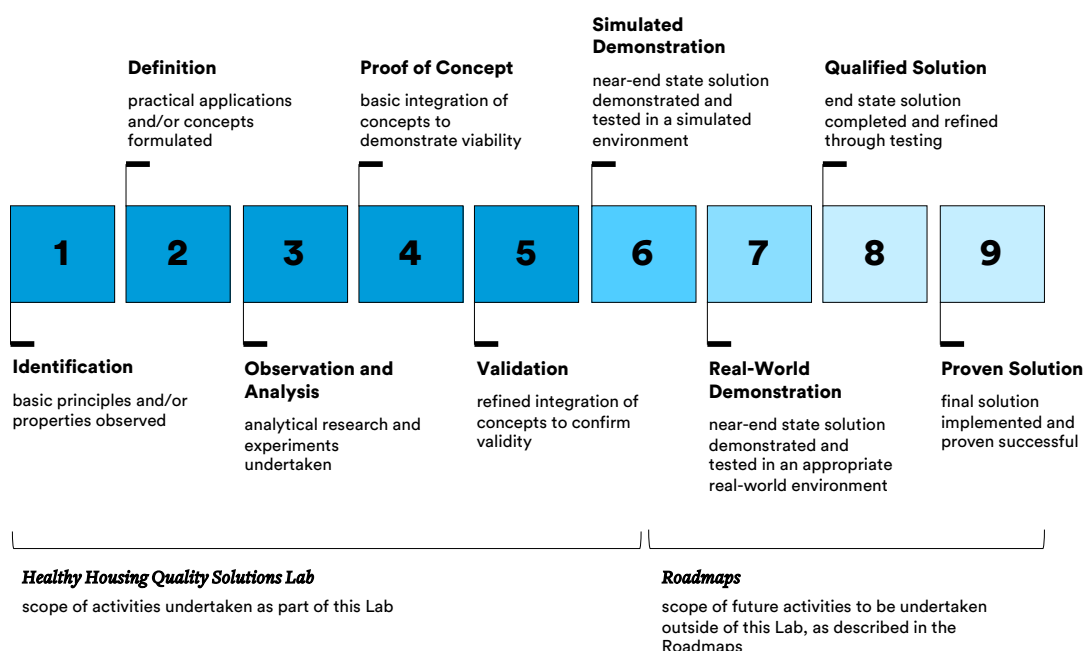 Simulated
Demonstration
near-end state solution
demonstrated and
tested in a simulated
environment
Definition
practical applications
and/or concepts
formulated
Proof of Concept
basic integration of
concepts to
demonstrate viability
Qualified Solution
end state solution
completed and refined
through testing
1
2
3
4
5
6
7
8
9
Identification
basic principles and/or
properties observed
Observation and
Analysis
analytical research and
experiments
undertaken
Validation
refined integration of
concepts to confirm
validity
Real-World
Demonstration
near-end state solution
demonstrated and
tested in an appropriate
real-world environment
Proven Solution
final solution
implemented and
proven successful
Healthy Housing Quality Solutions Lab
scope of activities undertaken as part of this Lab
Roadmaps
scope of future activities to be undertaken
outside of this Lab, as described in the
Roadmaps